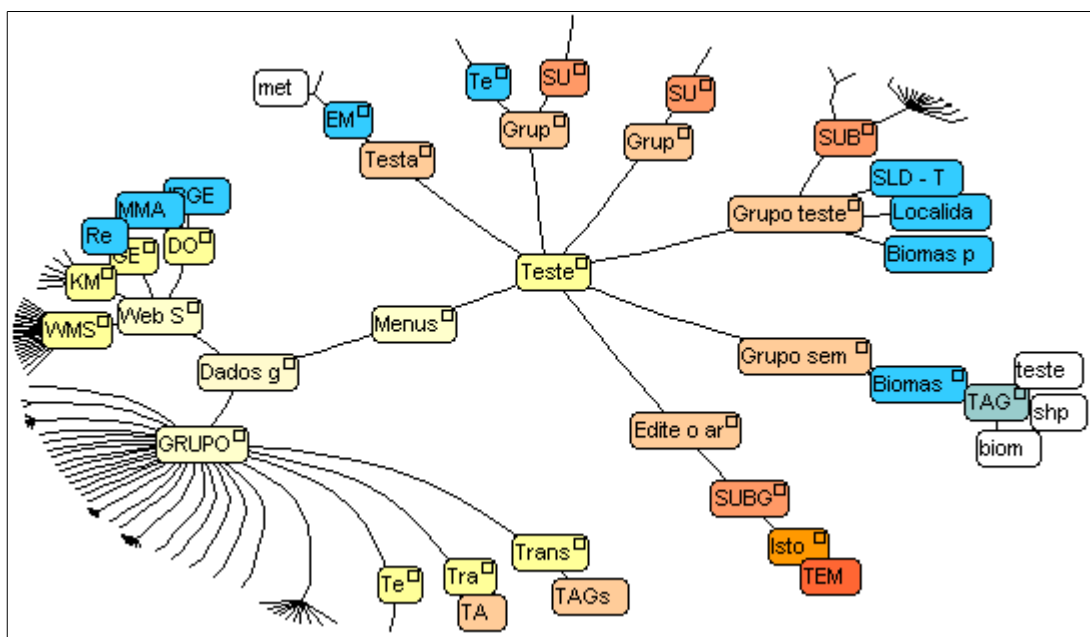 met
Te
SU
SU
EM
Grup
Grup
SUB
Testa
SLD - T
MMA
Grupo teste
Localida
Re
GE
DO
Biomas p
KM
Teste
Web S
Menus
WMS
Grupo sem
Dados g
Biomas
teste
TAG
shp
Edite o ar
GRUPO
biom
SUBG
Trans
Isto
Te
Tra
TEM
TA
TAGs